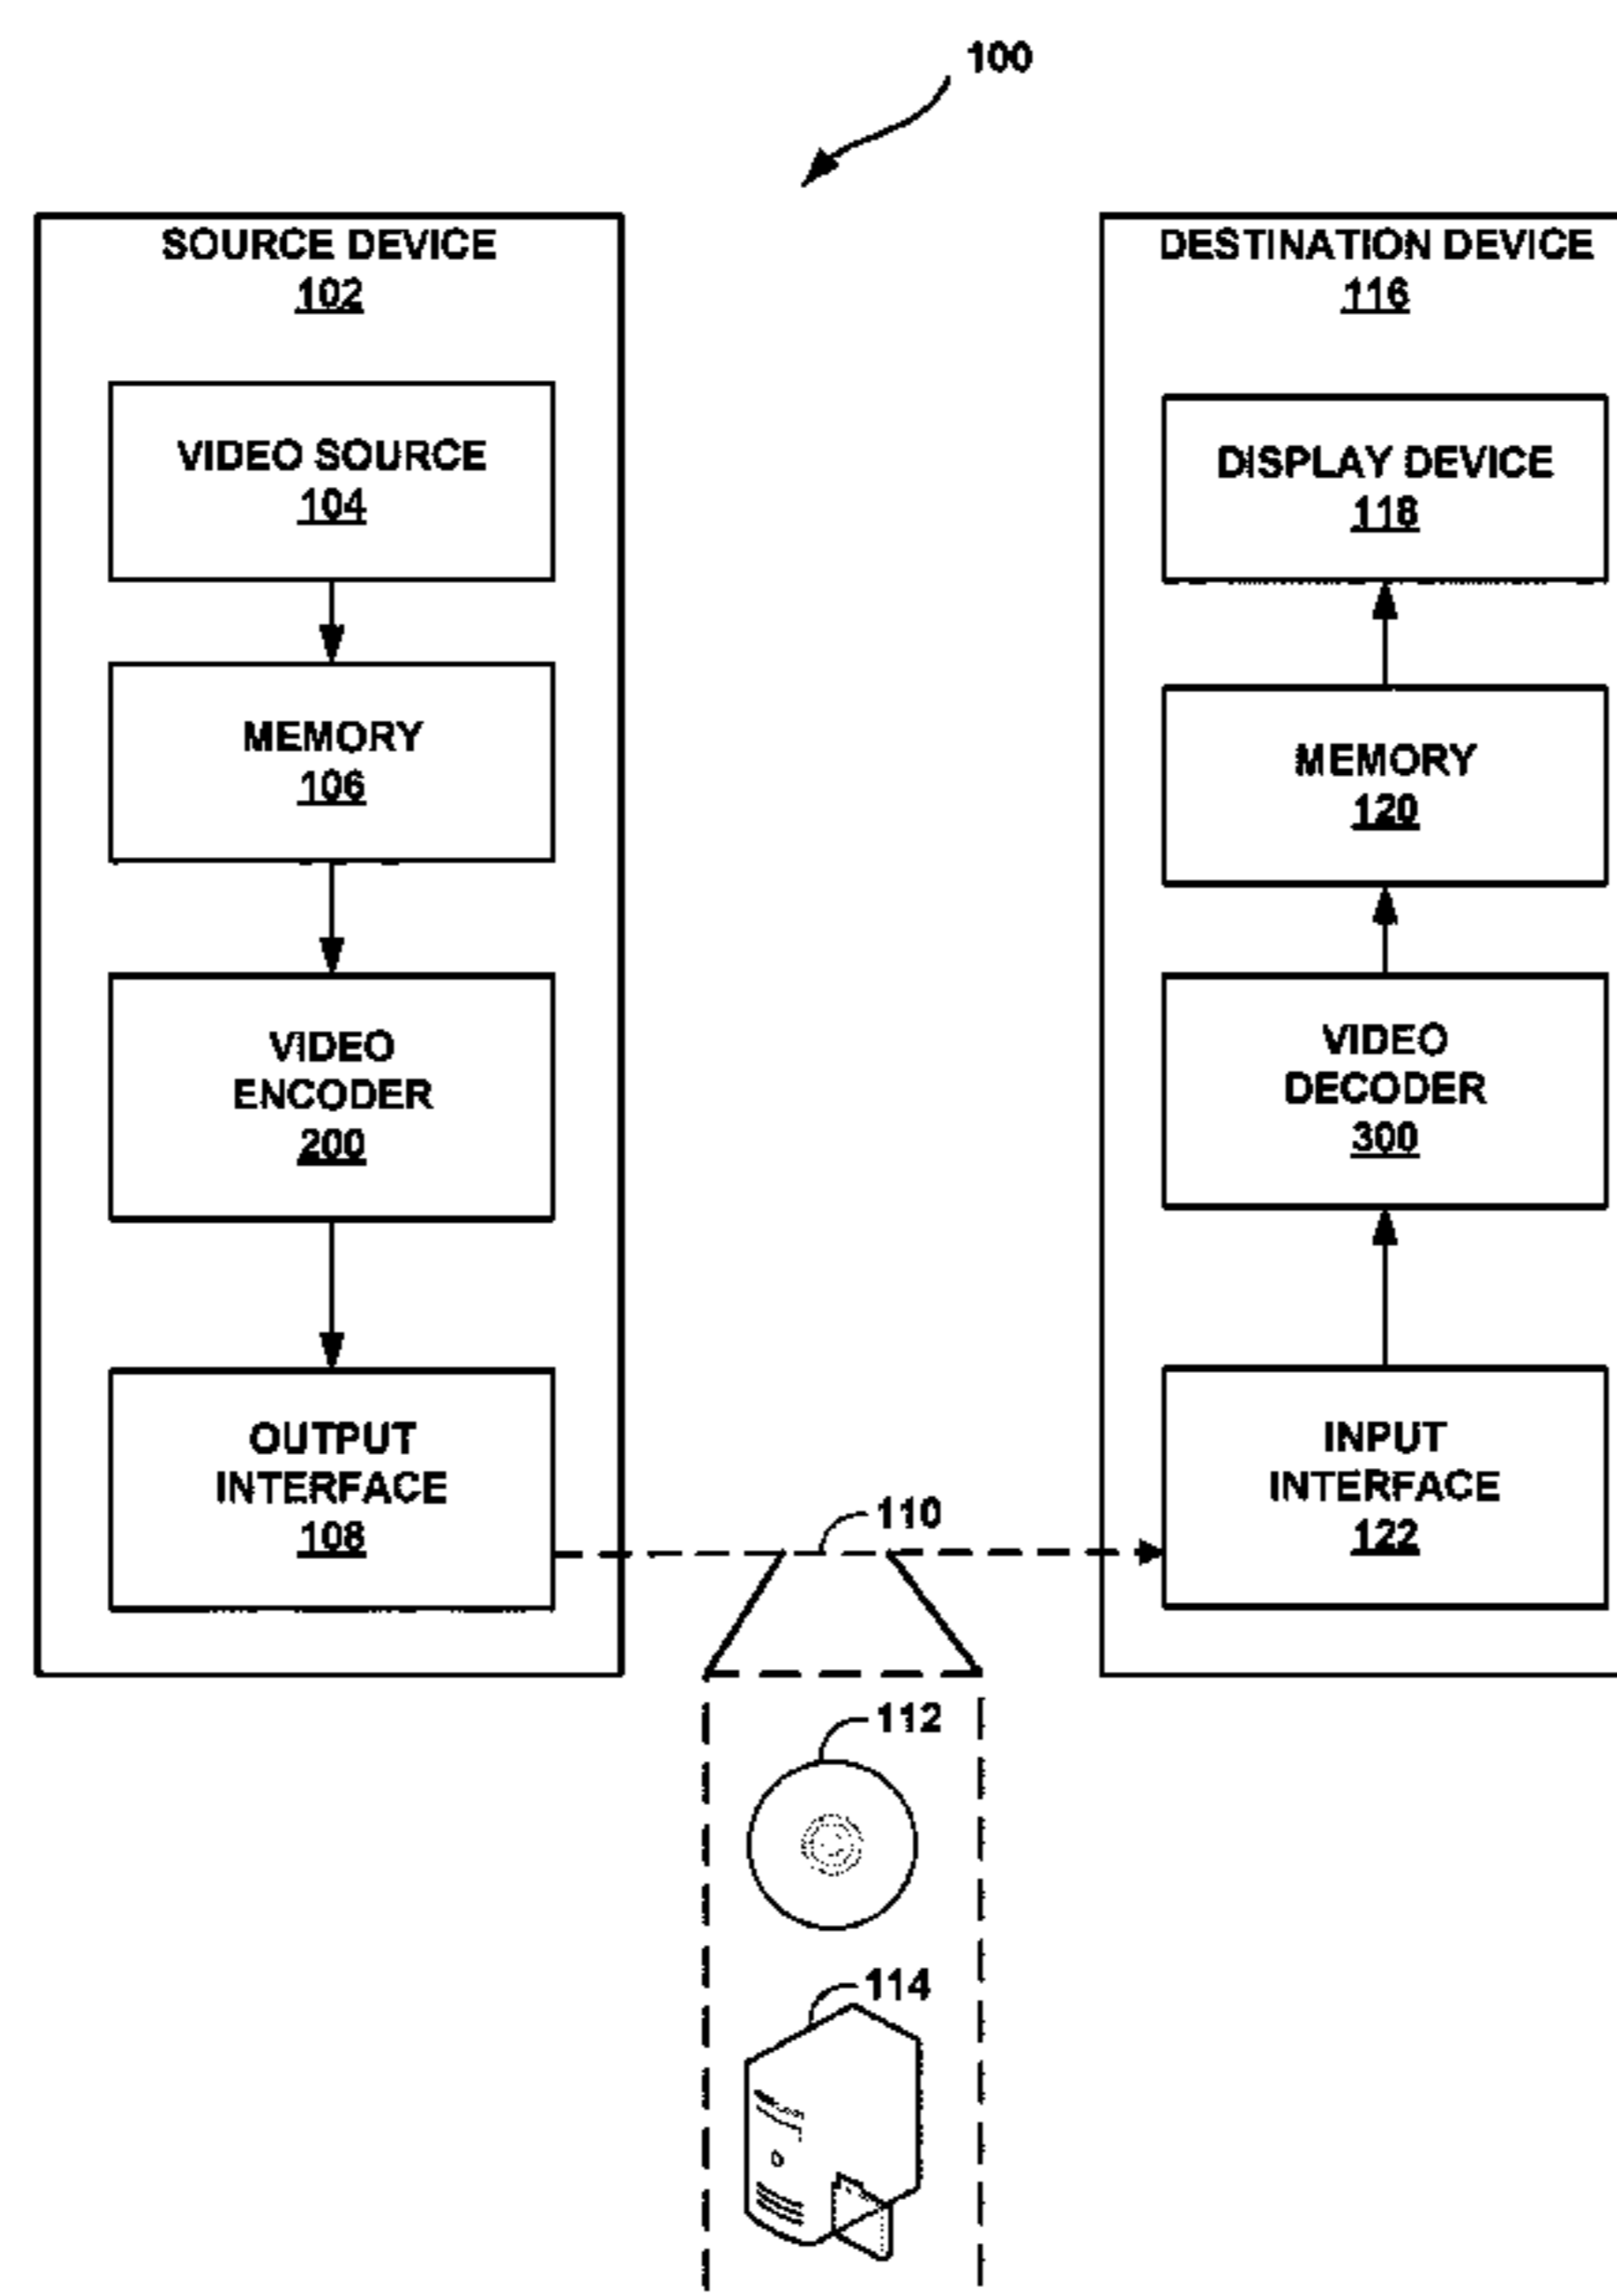 100
SOURCE DEVICE
102
VIDEO SOURCE
104
MEMORY
106
VIDEO
ENCODER
200
OUTPUT
INTERFACE
108
DESTINATION DEVICE
116
DISPLAY DEVICE
118
MEMORY
120
VIDEO
DECODER
300
INPUT
INTERFACE
122
110
112
114